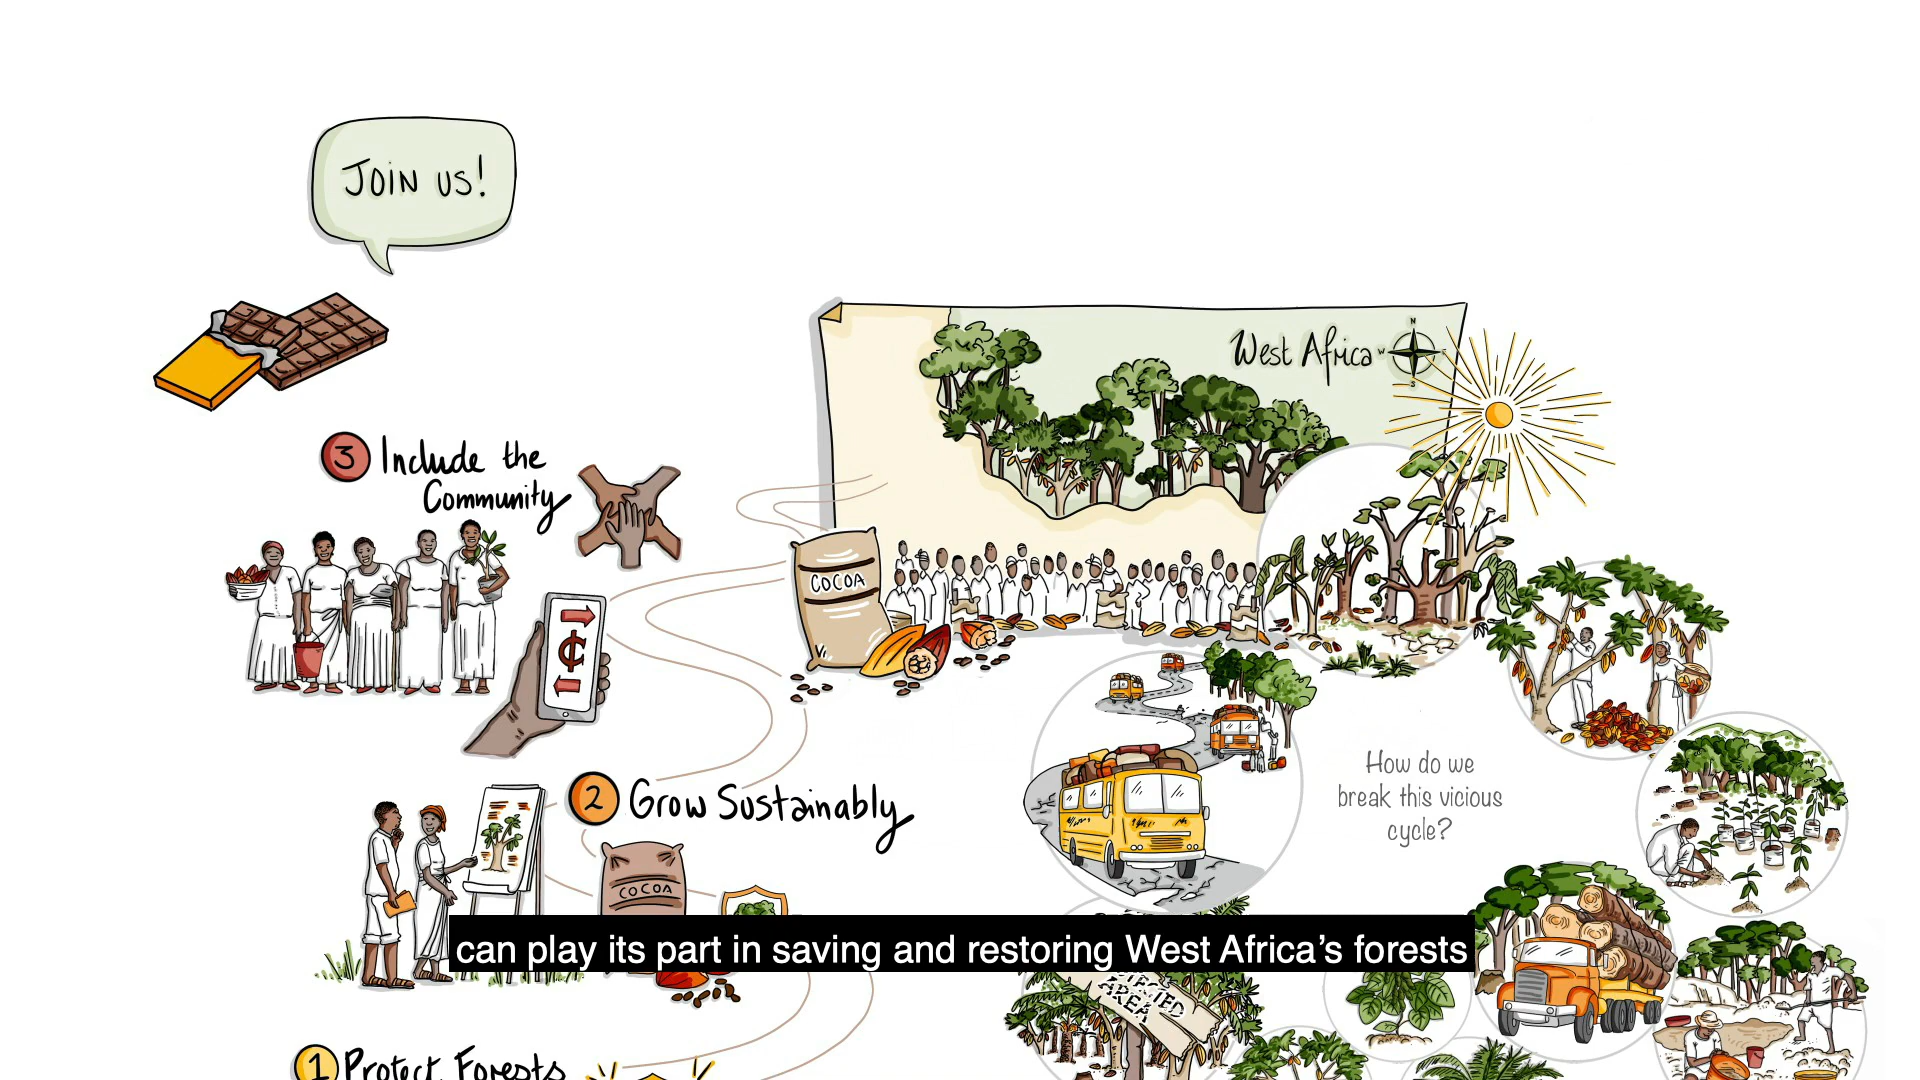 JOIN US!
West Africa
N
W
E
S
3 Include the
Community
COCOA
¢
How do we
break this vicious
cycle?
2 Grow Sustainably
COCOA
can play its part in saving and restoring West Africa's forests
AREA
1 Protect Forests